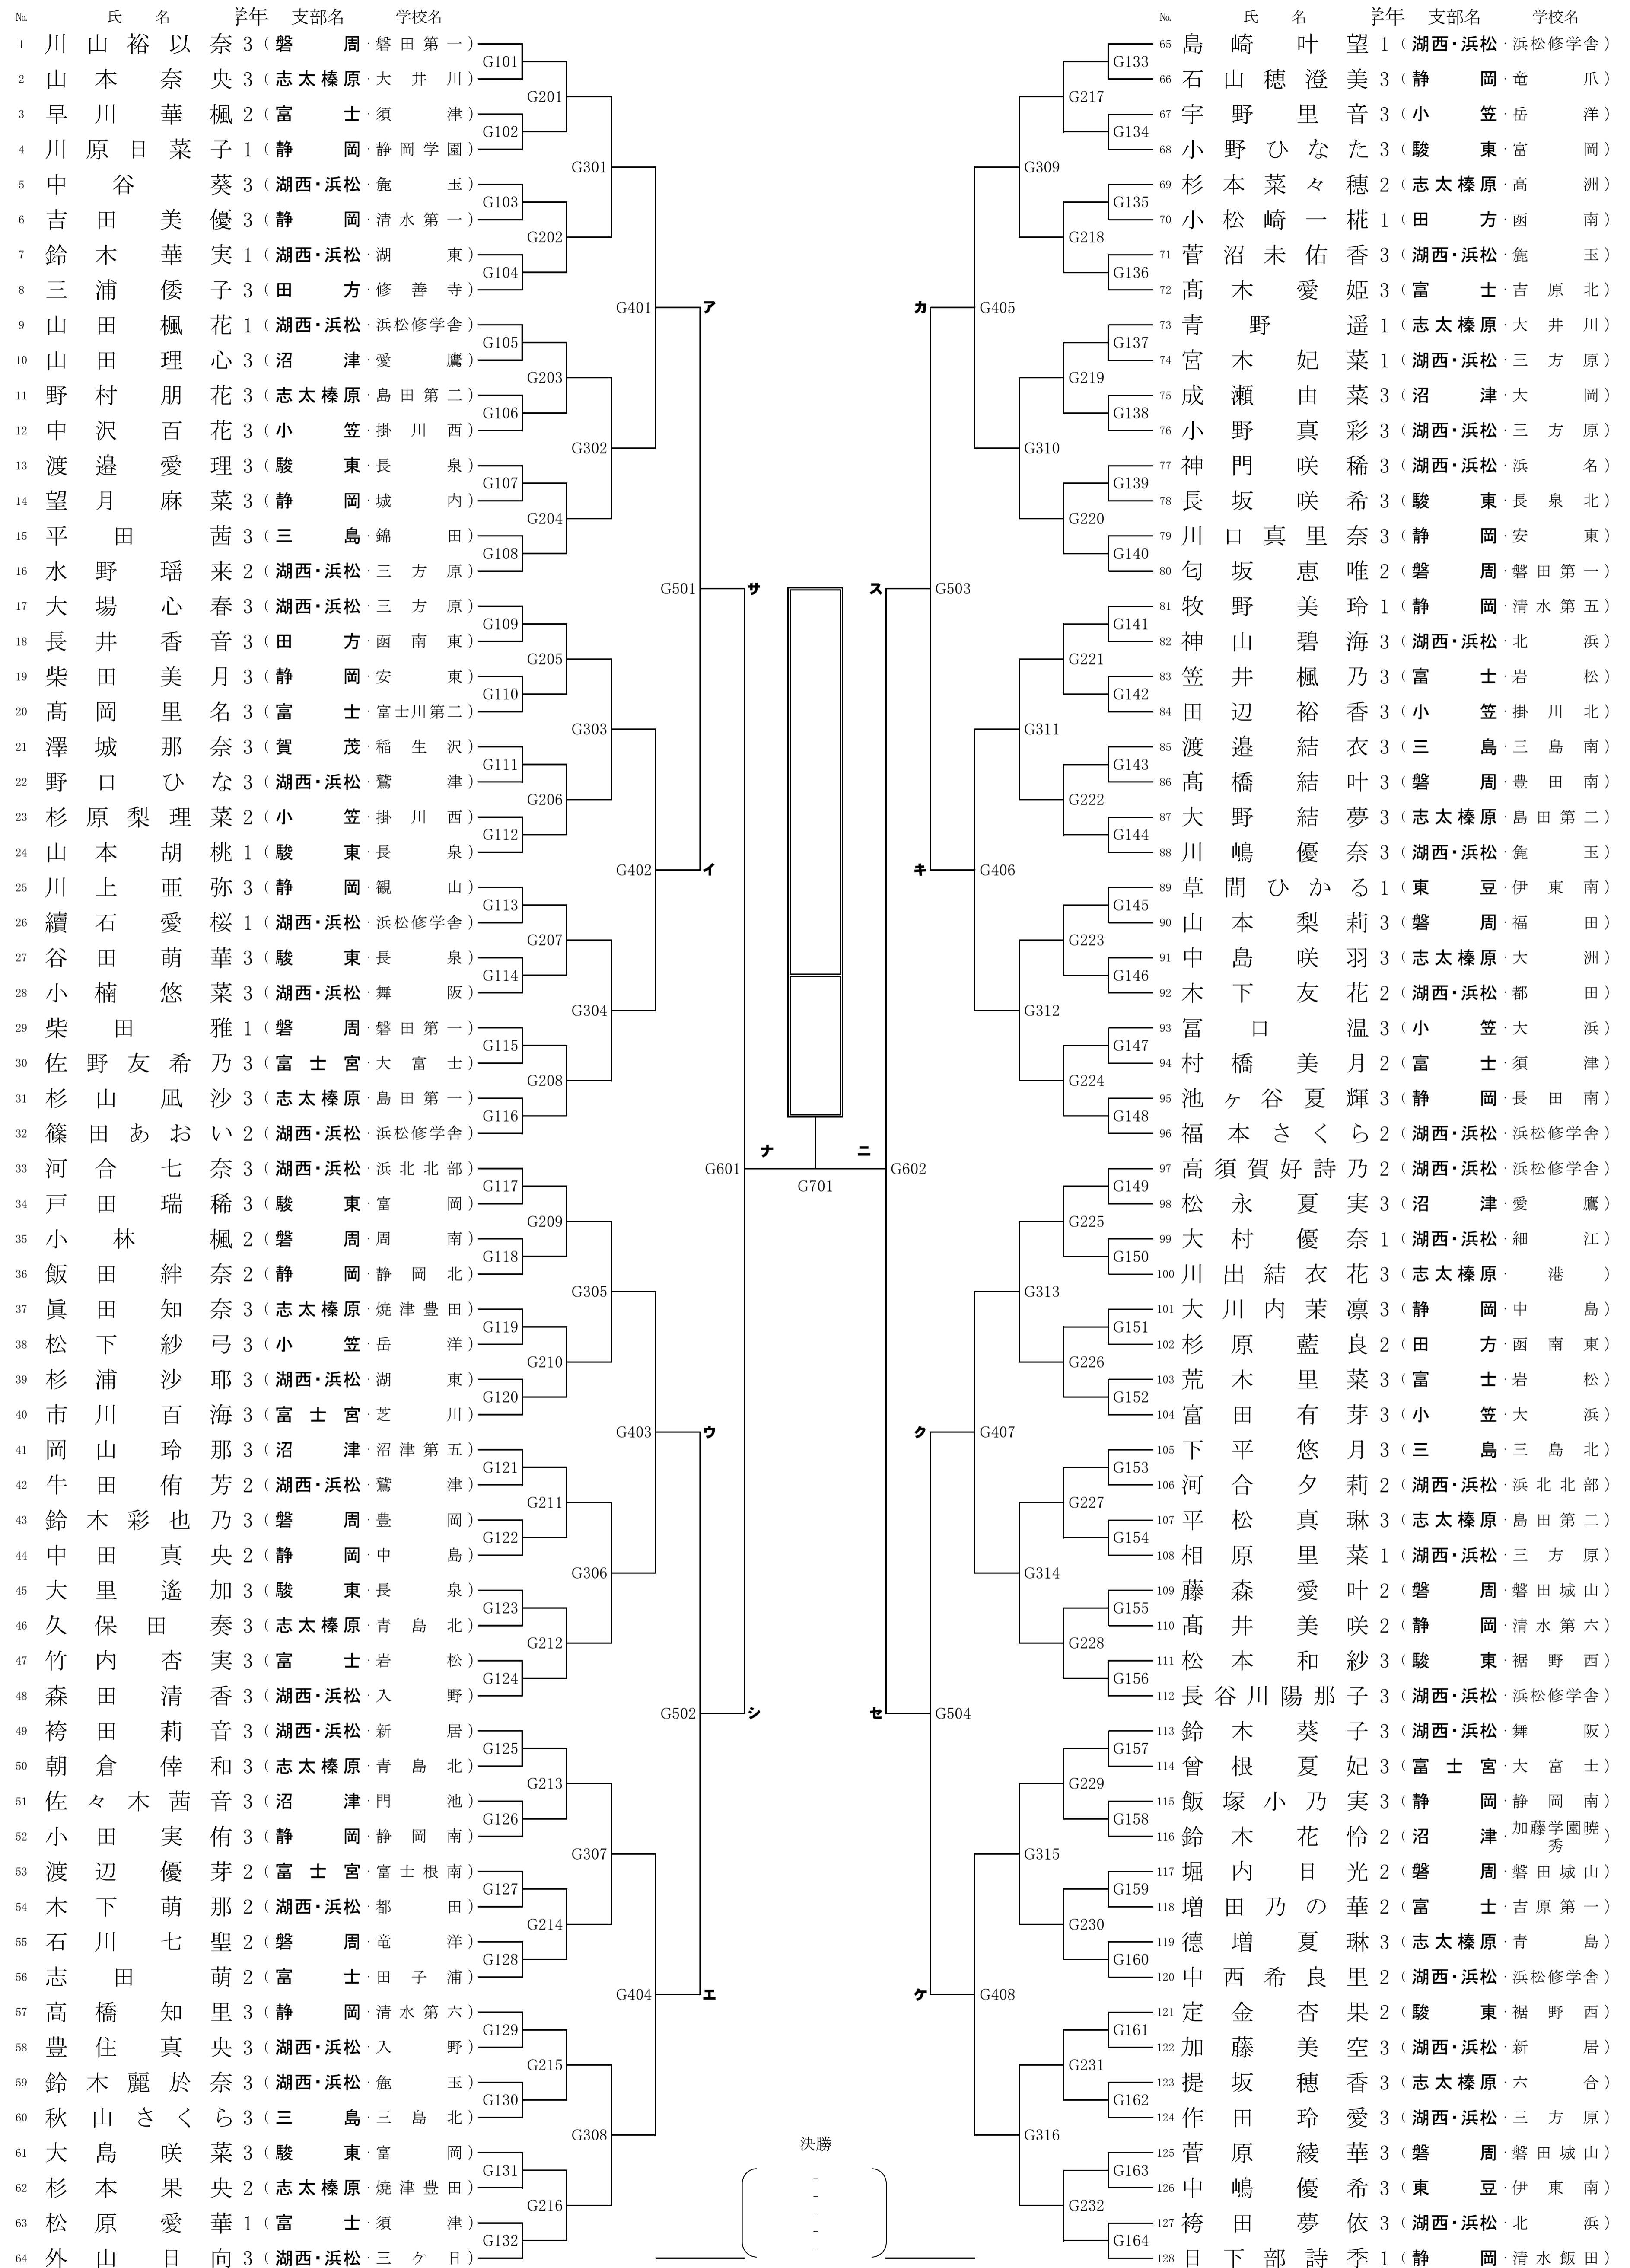 № 氏 名 学年 支部名 学校名
1 川山裕以奈 3 (磐周・磐田第一)
2 山本奈央 3 (志太榛原・大井川)
3 早川華楓 2 (富士・須津)
4 川原日菜子 1 (静岡・静岡学園)
5 中谷葵 3 (湖西・浜松・麁玉)
6 吉田美優 3 (静岡・清水第一)
7 鈴木華実 1 (湖西・浜松・湖東)
8 三浦倭子 3 (田方・修善寺)
9 山田楓花 1 (湖西・浜松・浜松修学舎)
10 山田理心 3 (沼津・愛鷹)
11 野村朋花 3 (志太榛原・島田第二)
12 中沢百花 3 (小笠・掛川西)
13 渡邉愛理 3 (駿東・長泉)
14 望月麻菜 3 (静岡・城内)
15 平田茜 3 (三島・錦田)
16 水野瑶来 2 (湖西・浜松・三方原)
17 大場心春 3 (湖西・浜松・三方原)
18 長井香音 3 (田方・函南東)
19 柴田美月 3 (静岡・安東)
20 髙岡里名 3 (富士・富士川第二)
21 澤城那奈 3 (賀茂・稲生沢)
22 野口ひな 3 (湖西・浜松・鷲津)
23 杉原梨理菜 2 (小笠・掛川西)
24 山本胡桃 1 (駿東・長泉)
25 川上亜弥 3 (静岡・観山)
26 續石愛桜 1 (湖西・浜松・浜松修学舎)
27 谷田萌華 3 (駿東・長泉)
28 小楠悠菜 3 (湖西・浜松・舞阪)
29 柴田雅 1 (磐周・磐田第一)
30 佐野友希乃 3 (富士宮・大富士)
31 杉山凪沙 3 (志太榛原・島田第一)
32 篠田あおい 2 (湖西・浜松・浜松修学舎)
33 河合七奈 3 (湖西・浜松・浜北北部)
34 戸田瑞稀 3 (駿東・富岡)
35 小林楓 2 (磐周・周南)
36 飯田絆奈 2 (静岡・静岡北)
37 眞田知奈 3 (志太榛原・焼津豊田)
38 松下紗弓 3 (小笠・岳洋)
39 杉浦沙耶 3 (湖西・浜松・湖東)
40 市川百海 3 (富士宮・芝川)
41 岡山玲那 3 (沼津・沼津第五)
42 牛田侑芳 2 (湖西・浜松・鷲津)
43 鈴木彩也乃 3 (磐周・豊岡)
44 中田真央 2 (静岡・中島)
45 大里遙加 3 (駿東・長泉)
46 久保田奏 3 (志太榛原・青島北)
47 竹内杏実 3 (富士・岩松)
48 森田清香 3 (湖西・浜松・入野)
49 袴田莉音 3 (湖西・浜松・新居)
50 朝倉倖和 3 (志太榛原・青島北)
51 佐々木茜音 3 (沼津・門池)
52 小田実侑 3 (静岡・静岡南)
53 渡辺優芽 2 (富士宮・富士根南)
54 木下萌那 2 (湖西・浜松・都田)
55 石川七聖 2 (磐周・竜洋)
56 志田萌 2 (富士・田子浦)
57 高橋知里 3 (静岡・清水第六)
58 豊住真央 3 (湖西・浜松・入野)
59 鈴木麗於奈 3 (湖西・浜松・麁玉)
60 秋山さくら 3 (三島・三島北)
61 大島咲菜 3 (駿東・富岡)
62 杉本果央 2 (志太榛原・焼津豊田)
63 松原愛華 1 (富士・須津)
64 外山日向 3 (湖西・浜松・三ケ日)
G101
G102
G103
G104
G105
G106
G107
G108
G109
G110
G111
G112
G113
G114
G115
G116
G117
G118
G119
G120
G121
G122
G123
G124
G125
G126
G127
G128
G129
G130
G131
G132
G201
G202
G203
G204
G205
G206
G207
G208
G209
G210
G211
G212
G213
G214
G215
G216
G301
G302
G303
G304
G305
G306
G307
G308
G401 ア
G402 イ
G403 ウ
G404 エ
G501 サ
G502 シ
G601 ナ
G701
ニ G602
ス G503
セ G504
カ G405
キ G406
ク G407
ケ G408
G309
G310
G311
G312
G313
G314
G315
G316
G217
G218
G219
G220
G221
G222
G223
G224
G225
G226
G227
G228
G229
G230
G231
G232
G133
G134
G135
G136
G137
G138
G139
G140
G141
G142
G143
G144
G145
G146
G147
G148
G149
G150
G151
G152
G153
G154
G155
G156
G157
G158
G159
G160
G161
G162
G163
G164
決勝
－
－
－
－
－
№ 氏 名 学年 支部名 学校名
65 島崎叶望 1 (湖西・浜松・浜松修学舎)
66 石山穂澄美 3 (静岡・竜爪)
67 宇野里音 3 (小笠・岳洋)
68 小野ひなた 3 (駿東・富岡)
69 杉本菜々穂 2 (志太榛原・高洲)
70 小松崎一椛 1 (田方・函南)
71 菅沼未佑香 3 (湖西・浜松・麁玉)
72 髙木愛姫 3 (富士・吉原北)
73 青野遥 1 (志太榛原・大井川)
74 宮木妃菜 1 (湖西・浜松・三方原)
75 成瀬由菜 3 (沼津・大岡)
76 小野真彩 3 (湖西・浜松・三方原)
77 神門咲稀 3 (湖西・浜松・浜名)
78 長坂咲希 3 (駿東・長泉北)
79 川口真里奈 3 (静岡・安東)
80 匂坂恵唯 2 (磐周・磐田第一)
81 牧野美玲 1 (静岡・清水第五)
82 神山碧海 3 (湖西・浜松・北浜)
83 笠井楓乃 3 (富士・岩松)
84 田辺裕香 3 (小笠・掛川北)
85 渡邉結衣 3 (三島・三島南)
86 髙橋結叶 3 (磐周・豊田南)
87 大野結夢 3 (志太榛原・島田第二)
88 川嶋優奈 3 (湖西・浜松・麁玉)
89 草間ひかる 1 (東豆・伊東南)
90 山本梨莉 3 (磐周・福田)
91 中島咲羽 3 (志太榛原・大洲)
92 木下友花 2 (湖西・浜松・都田)
93 冨口温 3 (小笠・大浜)
94 村橋美月 2 (富士・須津)
95 池ヶ谷夏輝 3 (静岡・長田南)
96 福本さくら 2 (湖西・浜松・浜松修学舎)
97 高須賀好詩乃 2 (湖西・浜松・浜松修学舎)
98 松永夏実 3 (沼津・愛鷹)
99 大村優奈 1 (湖西・浜松・細江)
100 川出結衣花 3 (志太榛原・港)
101 大川内茉凛 3 (静岡・中島)
102 杉原藍良 2 (田方・函南東)
103 荒木里菜 3 (富士・岩松)
104 富田有芽 3 (小笠・大浜)
105 下平悠月 3 (三島・三島北)
106 河合夕莉 2 (湖西・浜松・浜北北部)
107 平松真琳 3 (志太榛原・島田第二)
108 相原里菜 1 (湖西・浜松・三方原)
109 藤森愛叶 2 (磐周・磐田城山)
110 髙井美咲 2 (静岡・清水第六)
111 松本和紗 3 (駿東・裾野西)
112 長谷川陽那子 3 (湖西・浜松・浜松修学舎)
113 鈴木葵子 3 (湖西・浜松・舞阪)
114 曾根夏妃 3 (富士宮・大富士)
115 飯塚小乃実 3 (静岡・静岡南)
116 鈴木花怜 2 (沼津・加藤学園暁秀)
117 堀内日光 2 (磐周・磐田城山)
118 増田乃の華 2 (富士・吉原第一)
119 德増夏琳 3 (志太榛原・青島)
120 中西希良里 2 (湖西・浜松・浜松修学舎)
121 定金杏果 2 (駿東・裾野西)
122 加藤美空 3 (湖西・浜松・新居)
123 提坂穂香 3 (志太榛原・六合)
124 作田玲愛 3 (湖西・浜松・三方原)
125 菅原綾華 3 (磐周・磐田城山)
126 中嶋優希 3 (東豆・伊東南)
127 袴田夢依 3 (湖西・浜松・北浜)
128 日下部詩季 1 (静岡・清水飯田)